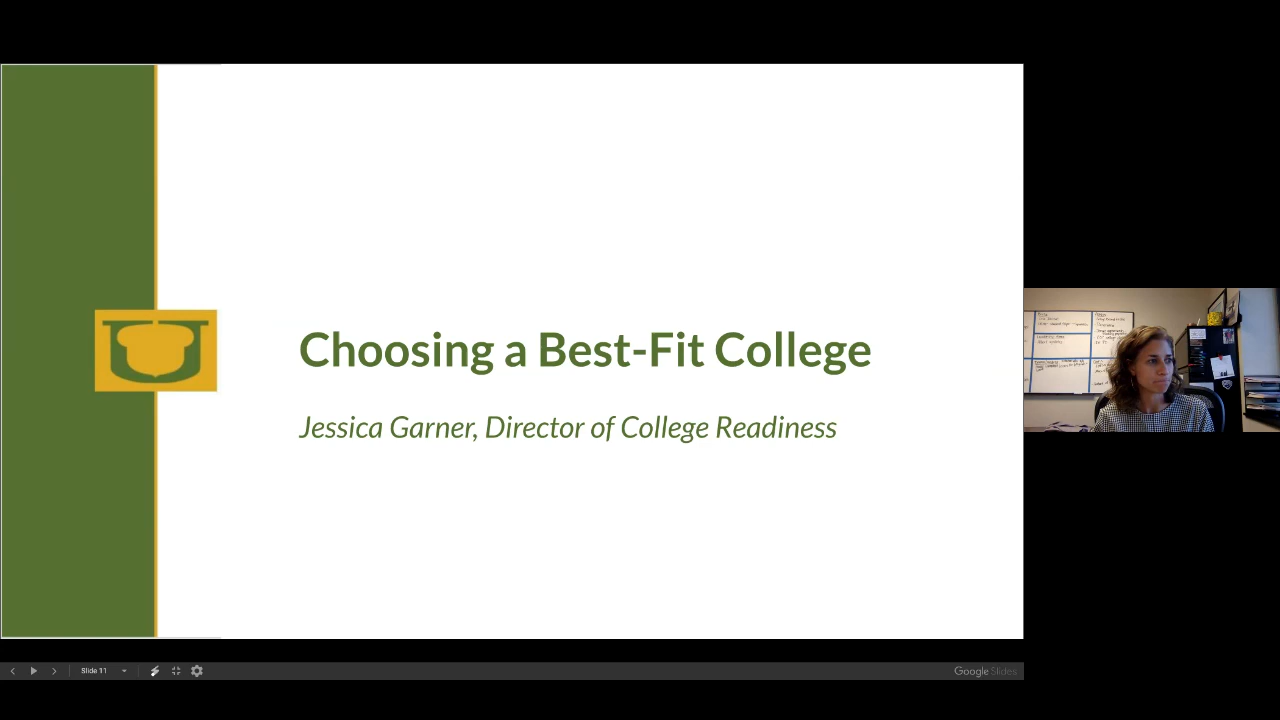 Choosing a Best-Fit College
Jessica Garner, Director of College Readiness
Slide 11
Google Slides